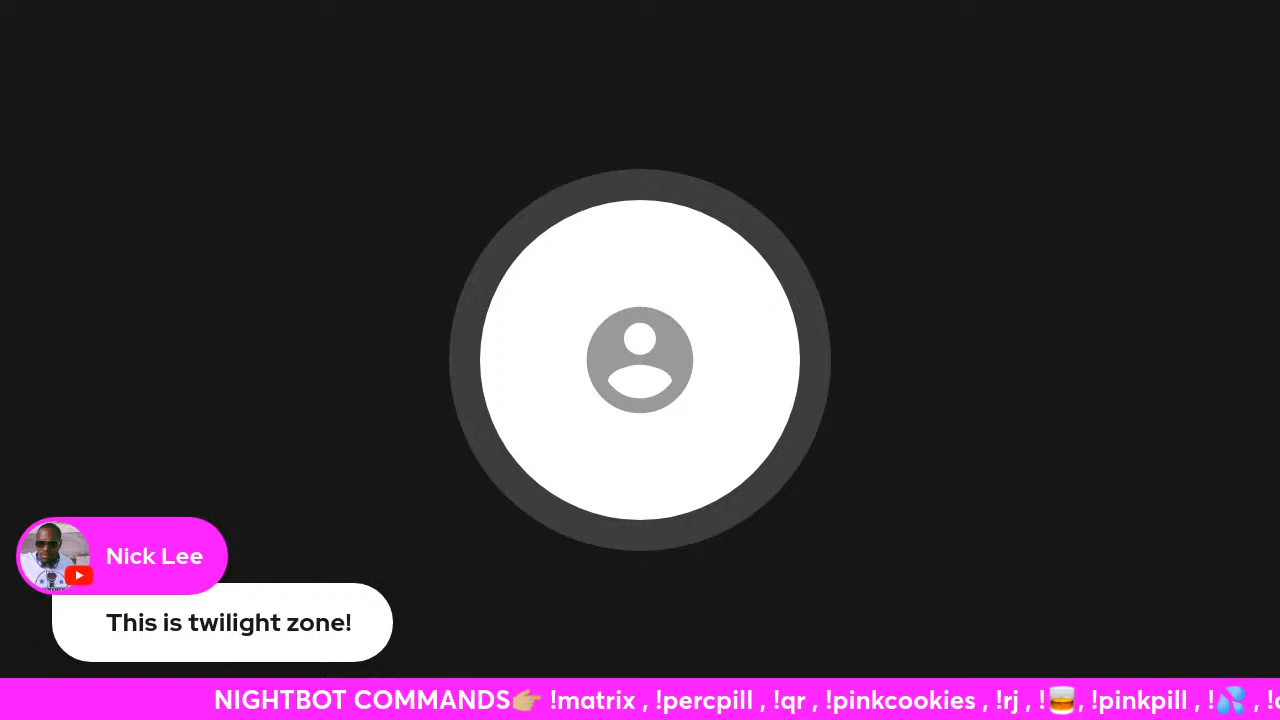 Nick Lee
This is twilight zone!
NIGHTBOT COMMANDS👉🏼 !matrix , !percpill , !qr , !pinkcookies , !rj , !🥃, !pinkpill , !💦 , !